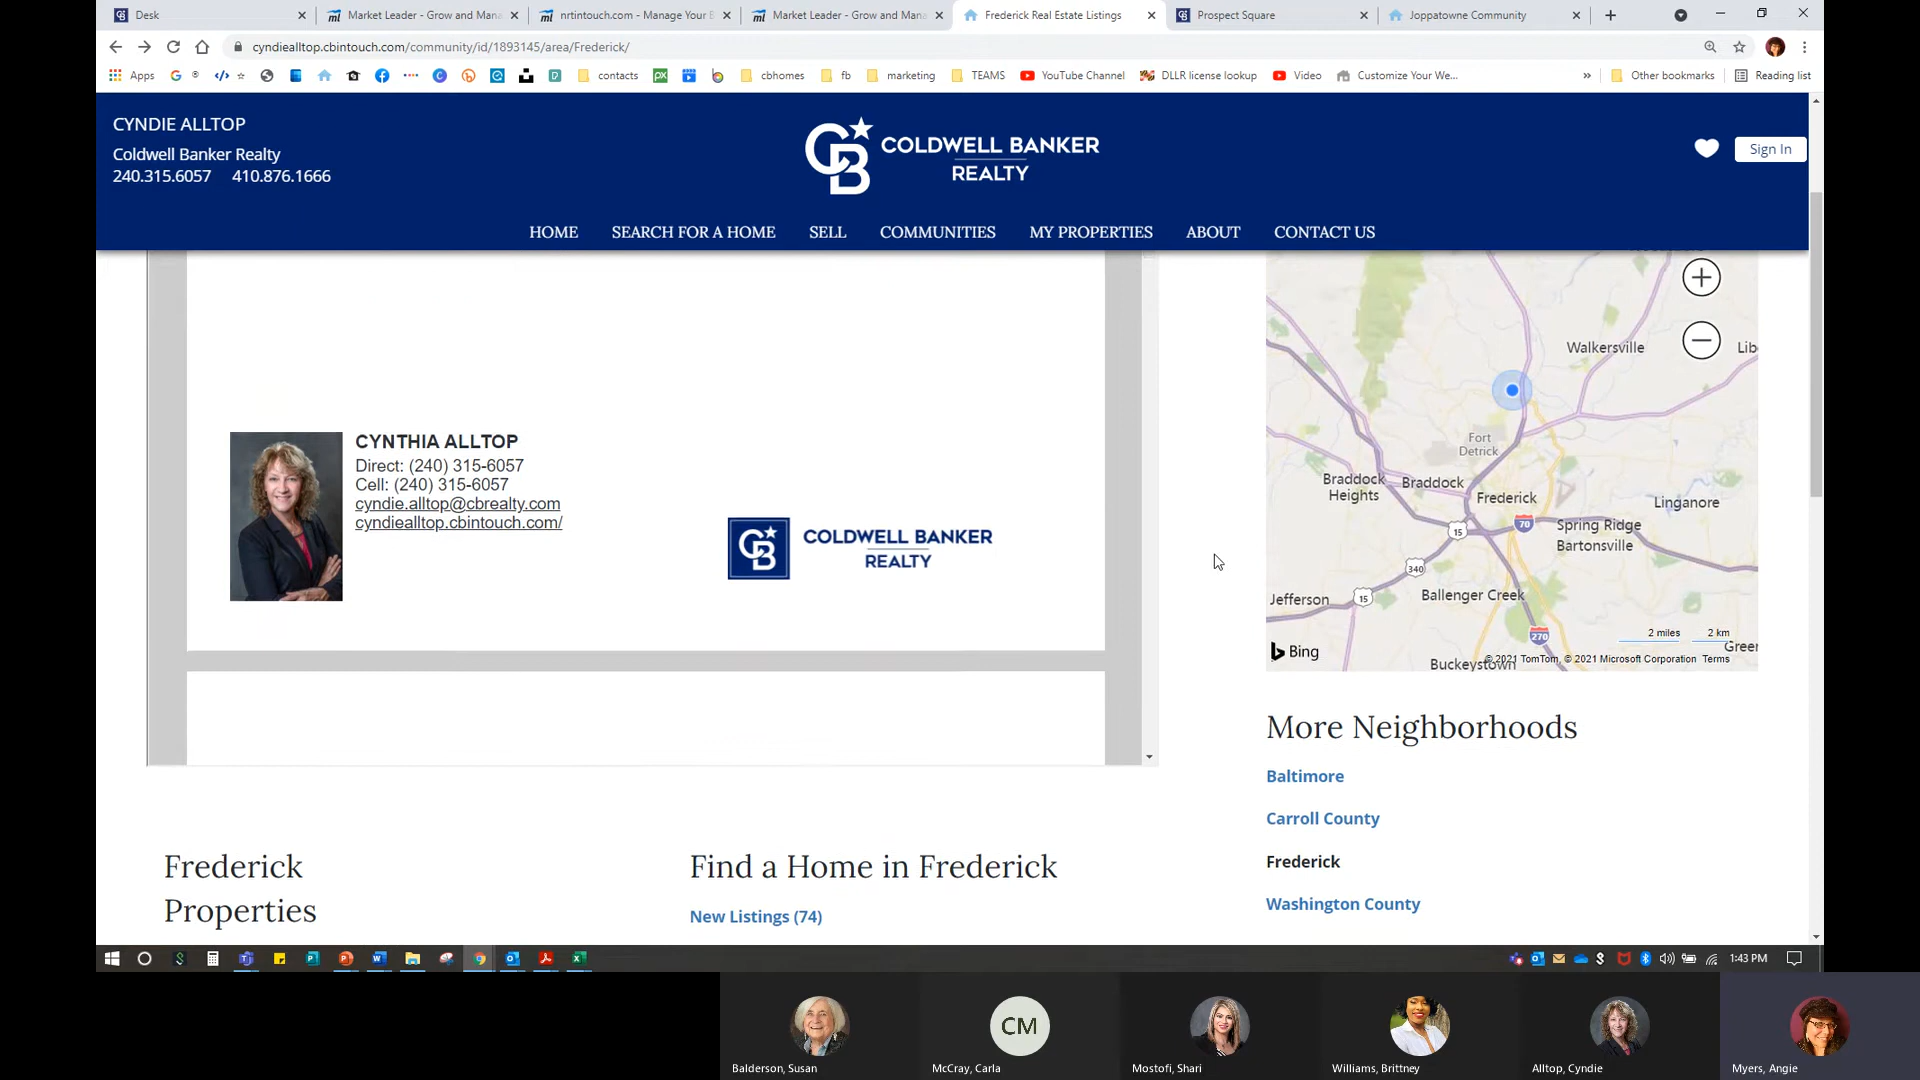 Desk
Market Leader - Grow and Mana
nrtintouch.com - Manage Your E
Market Leader - Grow and Mana
Frederick Real Estate Listings
Prospect Square
Joppatowne Community
cyndiealltop.cbintouch.com/community/id/1893145/area/Frederick/
Apps
contacts
cbhomes
fb
marketing
TEAMS
YouTube Channel
DLLR license lookup
Video
Customize Your We...
Other bookmarks
Reading list
CYNDIE ALLTOP
Coldwell Banker Realty
240.315.6057 410.876.1666
COLDWELL BANKER
REALTY
Sign In
HOME
SEARCH FOR A HOME
SELL
COMMUNITIES
MY PROPERTIES
ABOUT
CONTACT US
CYNTHIA ALLTOP
Direct: (240) 315-6057
Cell: (240) 315-6057
cyndie.alltop@cbrealty.com
cyndiealltop.cbintouch.com/
COLDWELL BANKER
REALTY
Walkersville
Lib
Fort
Detrick
Braddock
Heights
Braddock
Frederick
Linganore
70
15
Spring Ridge
Bartonsville
340
Jefferson
15
Ballenger Creek
270
2 miles
2 km
Greer
Bing
Buckeystown
© 2021 TomTom, © 2021 Microsoft Corporation Terms
More Neighborhoods
Baltimore
Carroll County
Frederick
Washington County
Frederick
Properties
Find a Home in Frederick
New Listings (74)
1:43 PM
CM
Balderson, Susan
McCray, Carla
Mostofi, Shari
Williams, Brittney
Alltop, Cyndie
Myers, Angie